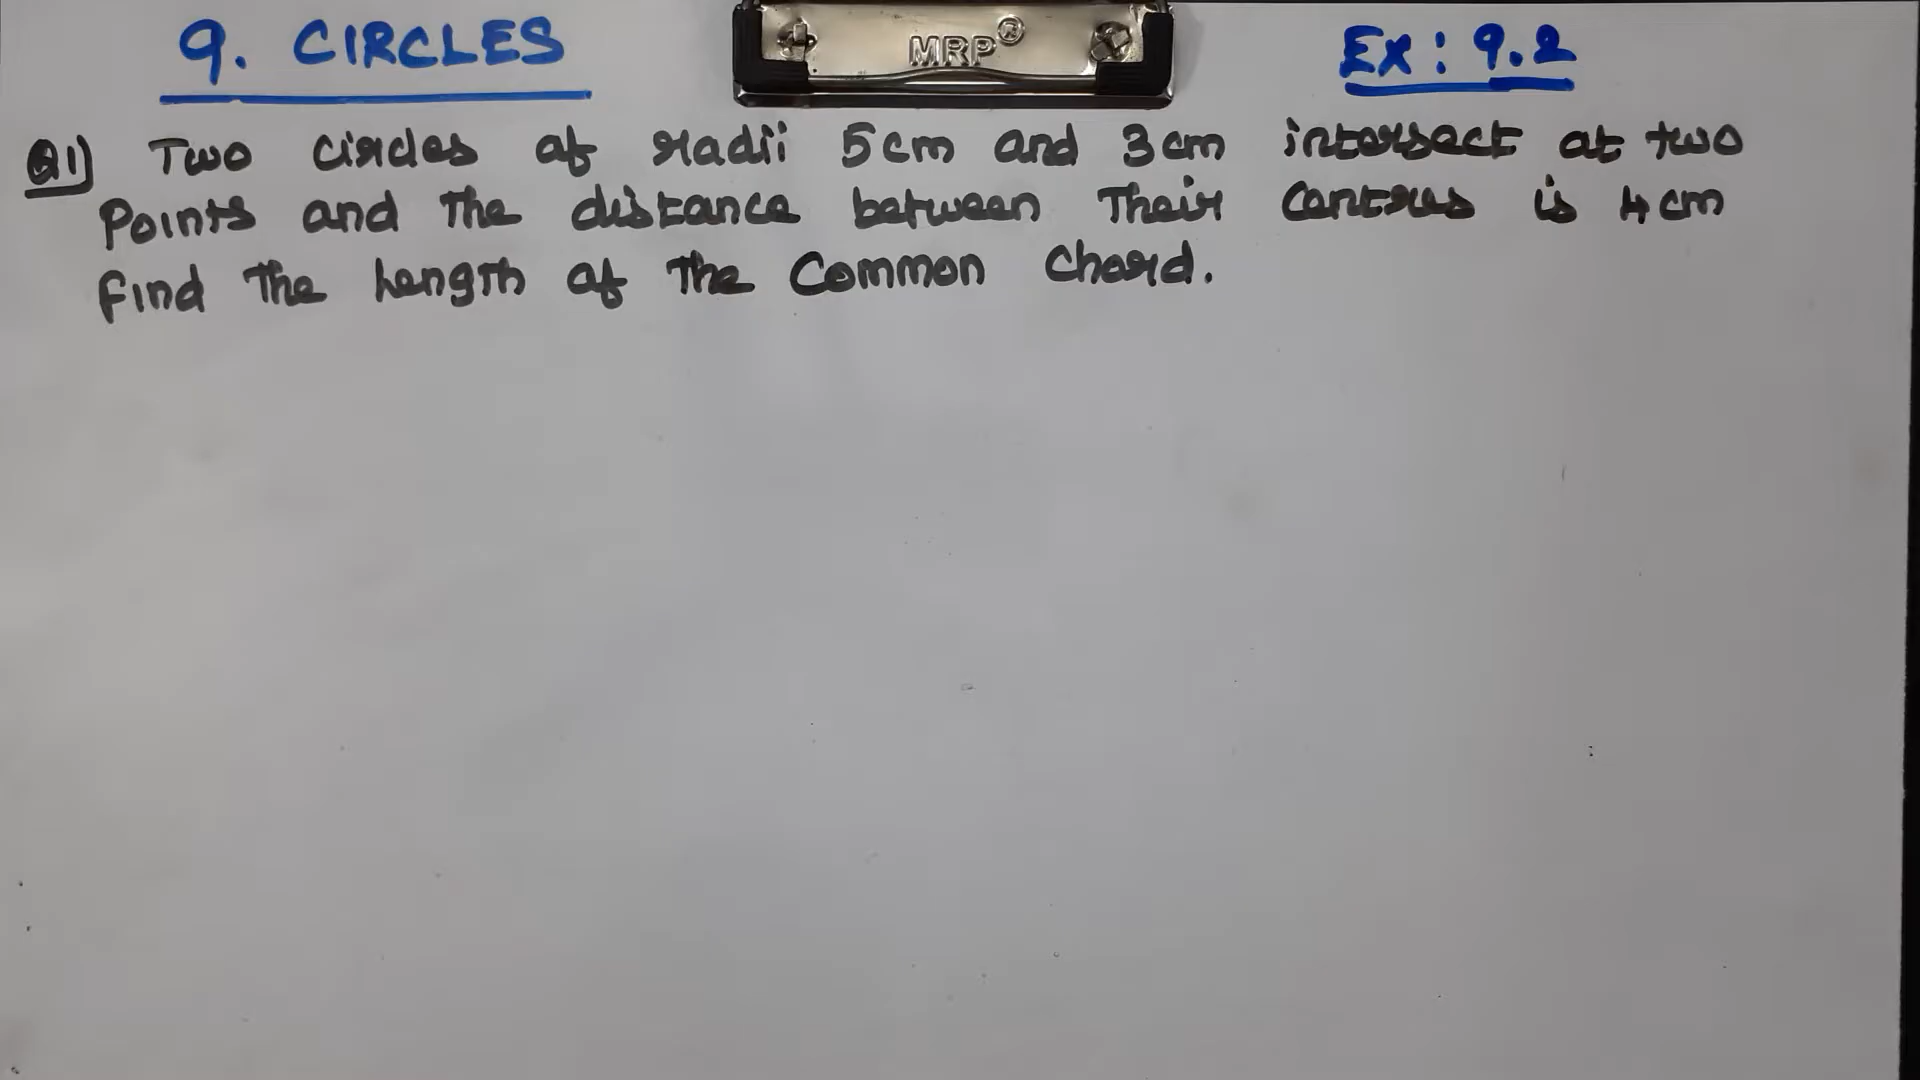 9. CIRCLES
MRP®
Ex: 9.2
Q1) Two circles of radii 5cm and 3cm intersect at two
Points and the distance between Their centres is 4cm
find the Length of The Common Chord.